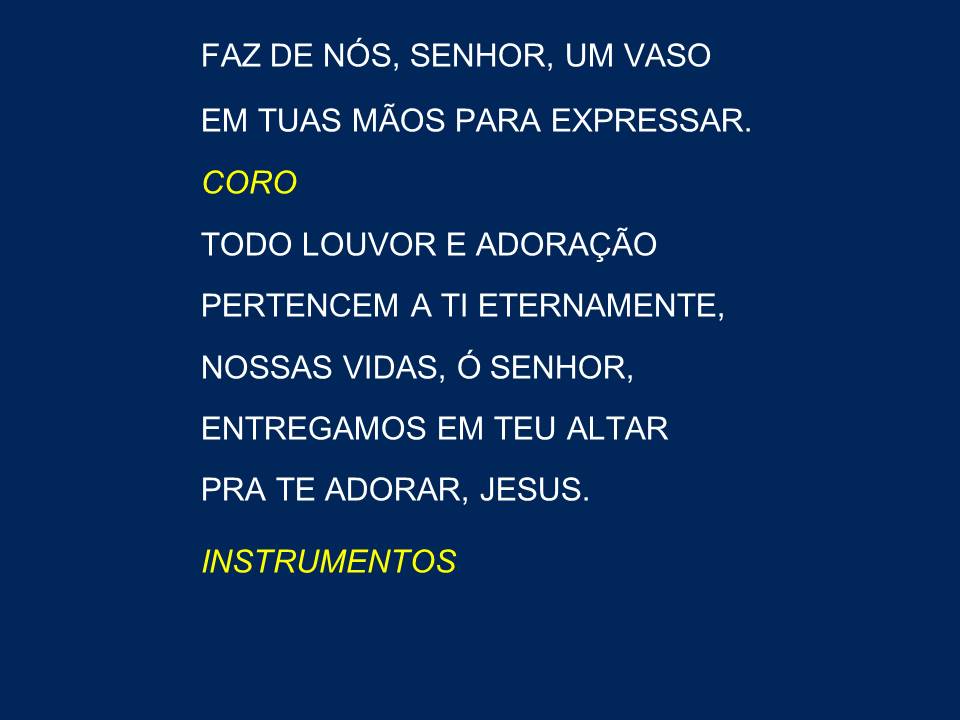 FAZ DE NÓS, SENHOR, UM VASO
EM TUAS MÃOS PARA EXPRESSAR.
CORO
TODO LOUVOR E ADORAÇÃO
PERTENCEM A TI ETERNAMENTE,
NOSSAS VIDAS, Ó SENHOR,
ENTREGAMOS EM TEU ALTAR
PRA TE ADORAR, JESUS.
INSTRUMENTOS